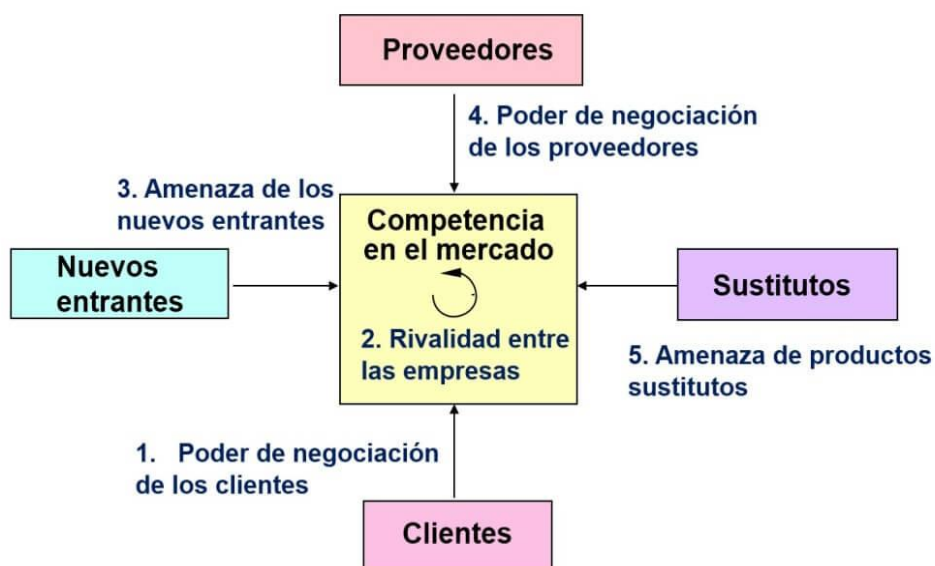 Proveedores
4. Poder de negociación
de los proveedores
3. Amenaza de los
nuevos entrantes
Competencia
en el mercado
Nuevos
entrantes
Sustitutos
2. Rivalidad entre
las empresas
5. Amenaza de productos
sustitutos
1. Poder de negociación
de los clientes
Clientes